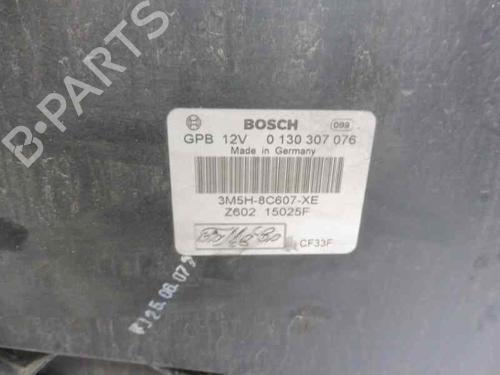 B-PARTS
BOSCH
069
GPB 12V 0 130 307 076
Made in Germany
3M5H-8C607-XE
Z602 15025F
CF33F
25.06.07